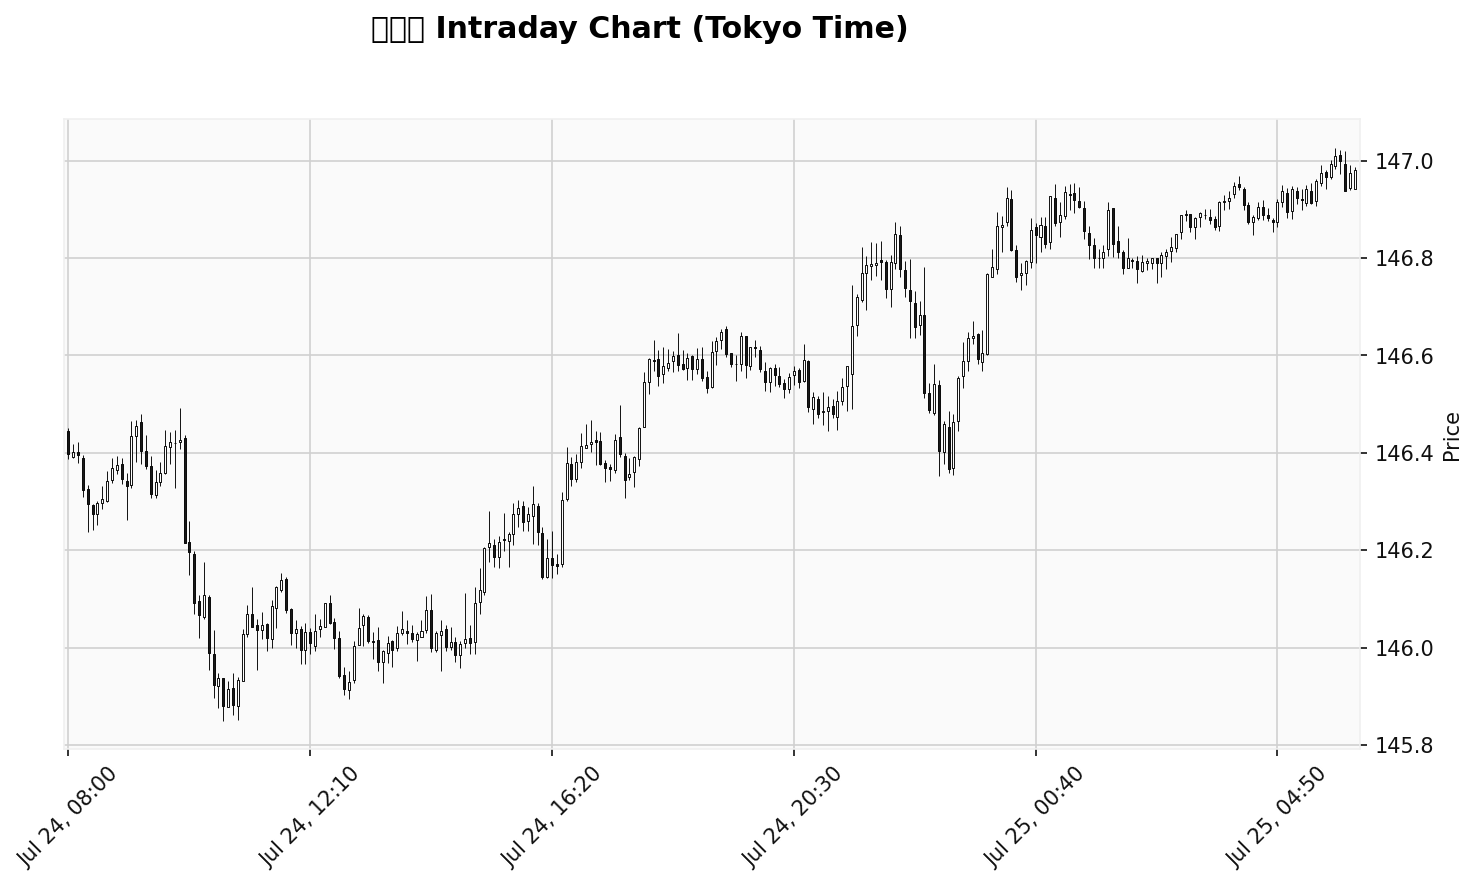 Intraday Chart (Tokyo Time)
147.0
146.8
146.6
146.4
146.2
146.0
145.8
Price
Jul 24, 08:00
Jul 24, 12:10
Jul 24, 16:20
Jul 24, 20:30
Jul 25, 00:40
Jul 25, 04:50